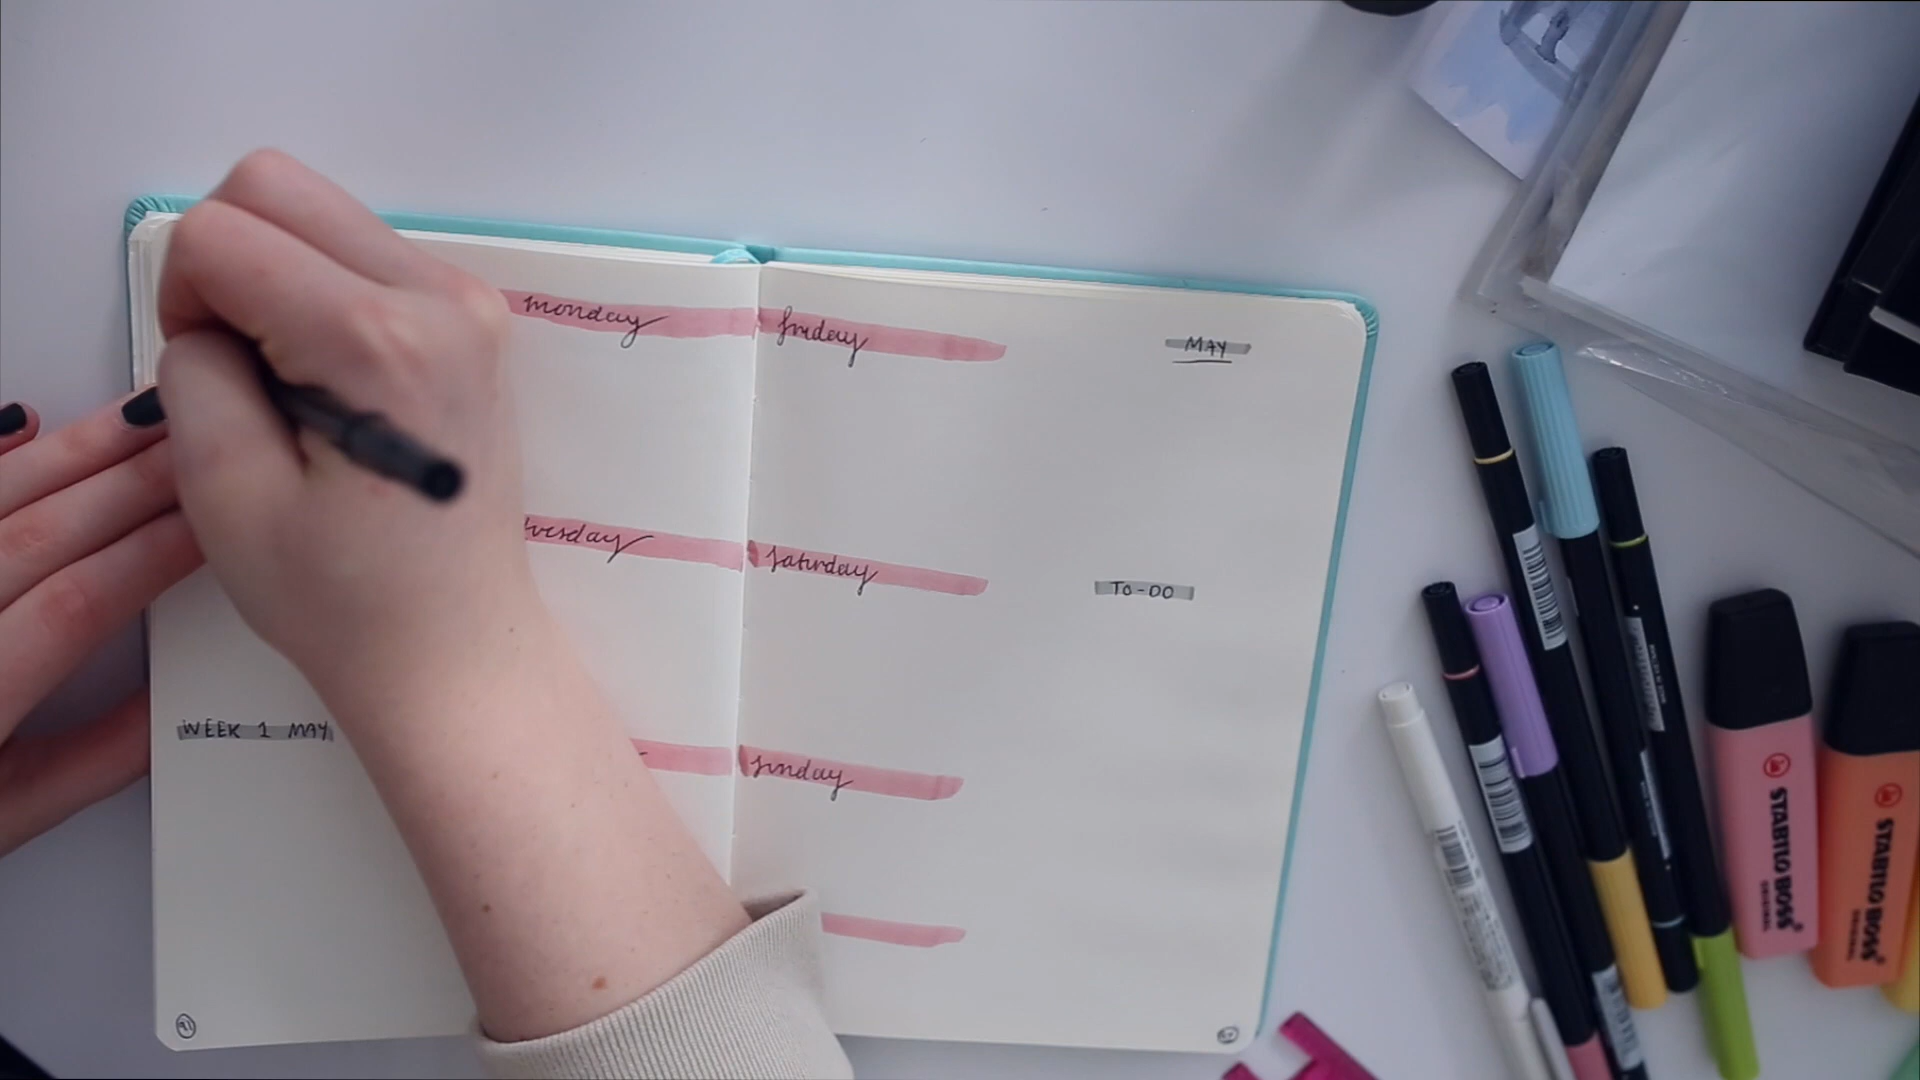 monday
tuesday
WEEK 1 MAY
friday
saturday
sunday
MAY
TO-DO
STABILO BOSS
ORIGINAL
STABILO BOSS
ORIGINAL